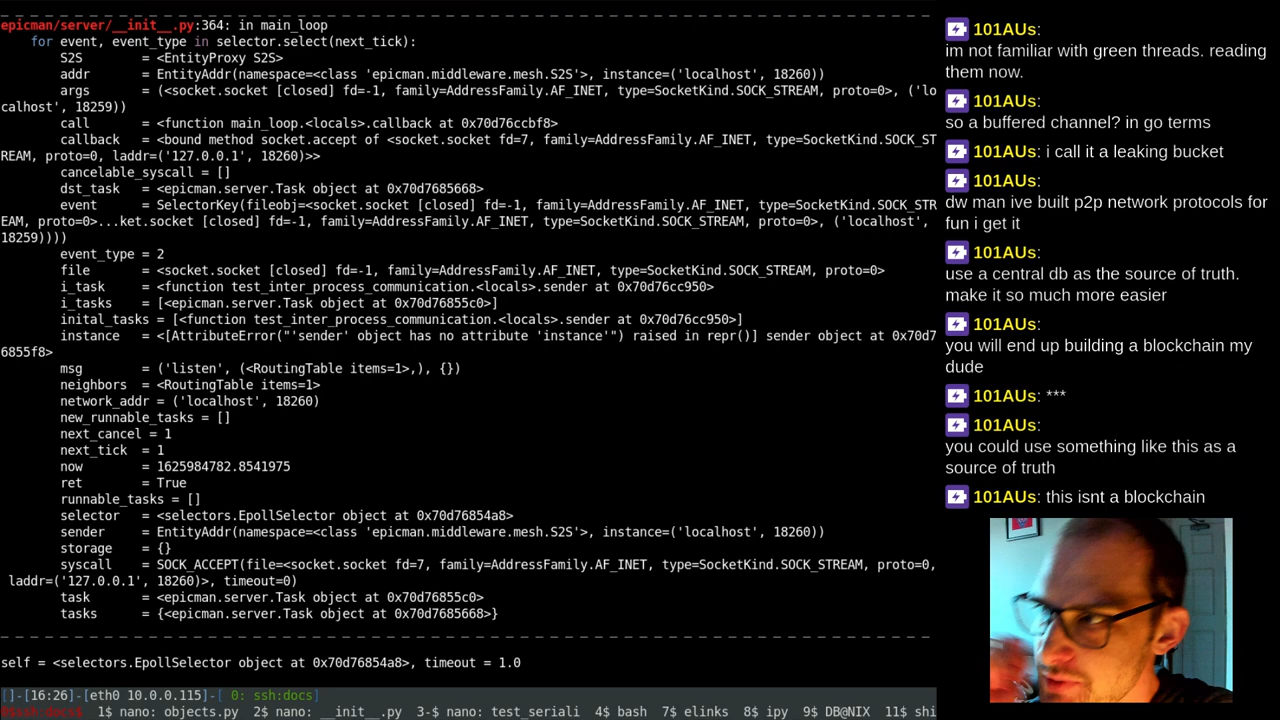 epicman/server/__init__.py:364: in main_loop
for event, event_type in selector.select(next_tick):
S2S = <EntityProxy S2S>
addr = EntityAddr(namespace=<class 'epicman.middleware.mesh.S2S'>, instance=('localhost', 18260))
args = (<socket.socket [closed] fd=-1, family=AddressFamily.AF_INET, type=SocketKind.SOCK_STREAM, proto=0>, ('lo
calhost', 18259))
call = <function main_loop.<locals>.callback at 0x70d76ccbf8>
callback = <bound method socket.accept of <socket.socket fd=7, family=AddressFamily.AF_INET, type=SocketKind.SOCK_ST
REAM, proto=0, laddr=('127.0.0.1', 18260)>>
cancelable_syscall = []
dst_task = <epicman.server.Task object at 0x70d7685668>
event = SelectorKey(fileobj=<socket.socket [closed] fd=-1, family=AddressFamily.AF_INET, type=SocketKind.SOCK_STR
EAM, proto=0>...ket.socket [closed] fd=-1, family=AddressFamily.AF_INET, type=SocketKind.SOCK_STREAM, proto=0>, ('localhost',
18259))))
event_type = 2
file = <socket.socket [closed] fd=-1, family=AddressFamily.AF_INET, type=SocketKind.SOCK_STREAM, proto=0>
i_task = <function test_inter_process_communication.<locals>.sender at 0x70d76cc950>
i_tasks = [<epicman.server.Task object at 0x70d76855c0>]
inital_tasks = [<function test_inter_process_communication.<locals>.sender at 0x70d76cc950>]
instance = <[AttributeError("'sender' object has no attribute 'instance'") raised in repr()] sender object at 0x70d7
6855f8>
msg = ('listen', (<RoutingTable items=1>,), {})
neighbors = <RoutingTable items=1>
network_addr = ('localhost', 18260)
new_runnable_tasks = []
next_cancel = 1
next_tick = 1
now = 1625984782.8541975
ret = True
runnable_tasks = []
selector = <selectors.EpollSelector object at 0x70d76854a8>
sender = EntityAddr(namespace=<class 'epicman.middleware.mesh.S2S'>, instance=('localhost', 18260))
storage = {}
syscall = SOCK_ACCEPT(file=<socket.socket fd=7, family=AddressFamily.AF_INET, type=SocketKind.SOCK_STREAM, proto=0,
laddr=('127.0.0.1', 18260)>, timeout=0)
task = <epicman.server.Task object at 0x70d76855c0>
tasks = {<epicman.server.Task object at 0x70d7685668>}
self = <selectors.EpollSelector object at 0x70d76854a8>, timeout = 1.0
[]-[16:26]-[eth0 10.0.0.115]-[ 0: ssh:docs]
0$ssh:docs 1$ nano: objects.py 2$ nano: __init__.py 3-$ nano: test_seriali 4$ bash 7$ elinks 8$ ipy 9$ DB@NIX 11$ shi
101AUs:
im not familiar with green threads. reading
them now.
101AUs:
so a buffered channel? in go terms
101AUs: i call it a leaking bucket
101AUs:
dw man ive built p2p network protocols for
fun i get it
101AUs:
use a central db as the source of truth.
make it so much more easier
101AUs:
you will end up building a blockchain my
dude
101AUs: ***
101AUs:
you could use something like this as a
source of truth
101AUs: this isnt a blockchain